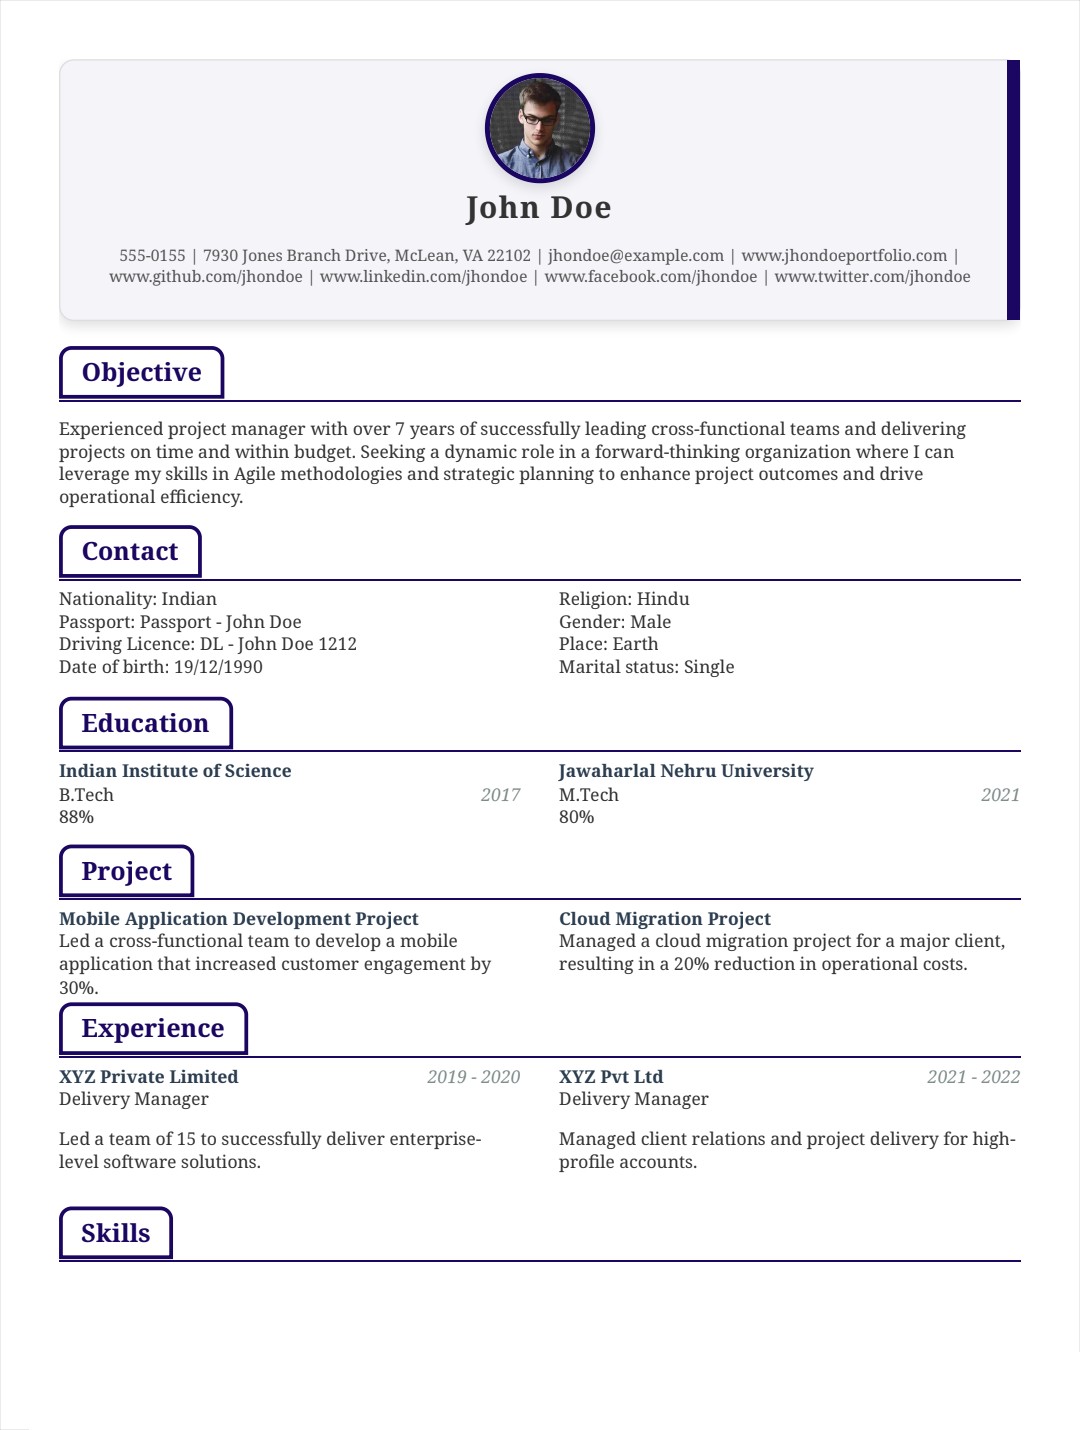 John Doe
555-0155 | 7930 Jones Branch Drive, McLean, VA 22102 | jhondoe@example.com | www.jhondoeportfolio.com |
www.github.com/jhondoe | www.linkedin.com/jhondoe | www.facebook.com/jhondoe | www.twitter.com/jhondoe
Objective
Experienced project manager with over 7 years of successfully leading cross-functional teams and delivering
projects on time and within budget. Seeking a dynamic role in a forward-thinking organization where I can
leverage my skills in Agile methodologies and strategic planning to enhance project outcomes and drive
operational efficiency.
Contact
Nationality: Indian
Passport: Passport - John Doe
Driving Licence: DL - John Doe 1212
Date of birth: 19/12/1990
Religion: Hindu
Gender: Male
Place: Earth
Marital status: Single
Education
Indian Institute of Science
B.Tech 2017
88%
Jawaharlal Nehru University
M.Tech 2021
80%
Project
Mobile Application Development Project
Led a cross-functional team to develop a mobile
application that increased customer engagement by
30%.
Cloud Migration Project
Managed a cloud migration project for a major client,
resulting in a 20% reduction in operational costs.
Experience
XYZ Private Limited 2019 - 2020
Delivery Manager
Led a team of 15 to successfully deliver enterprise-
level software solutions.
XYZ Pvt Ltd 2021 - 2022
Delivery Manager
Managed client relations and project delivery for high-
profile accounts.
Skills